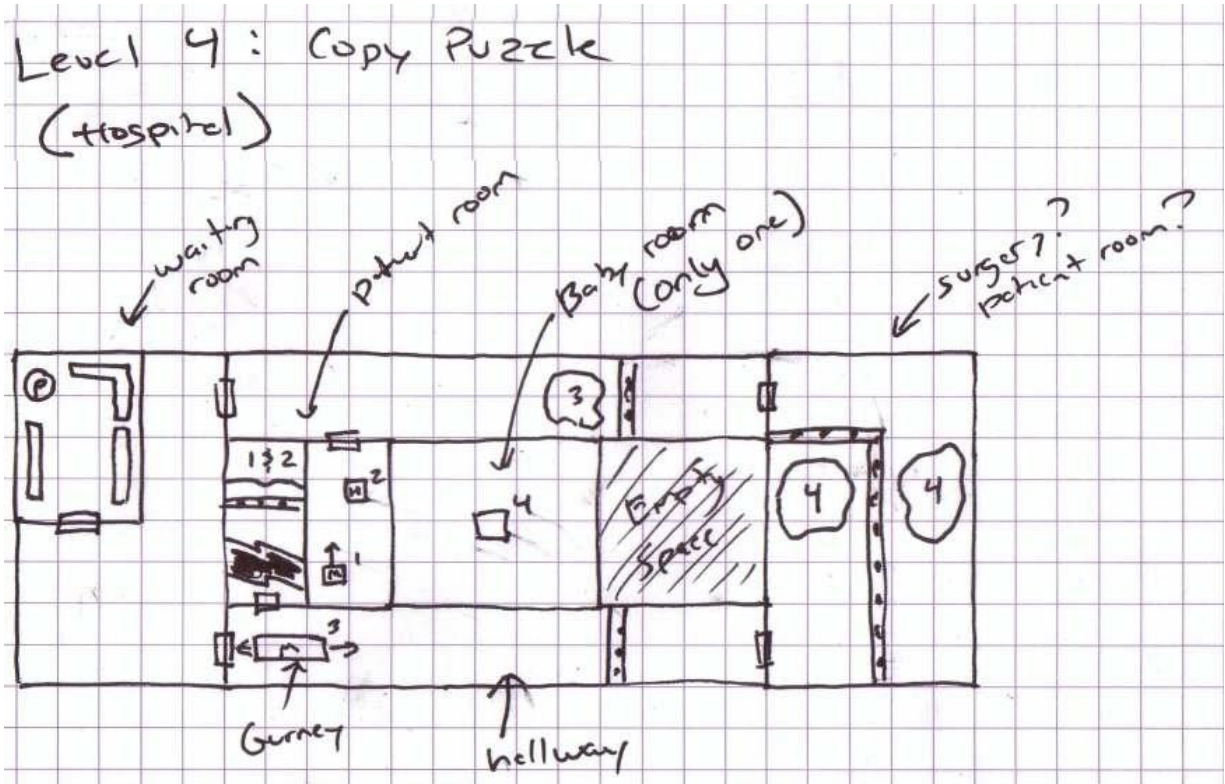 Level 4: Copy Puzzle
(Hospital)
waiting
room
patient room
Baby room
(only one)
surgery?
patient room?
P
3
1 & 2
M 2
4
Empty
Space
4
4
M 1
M 3
Gurney
hallway